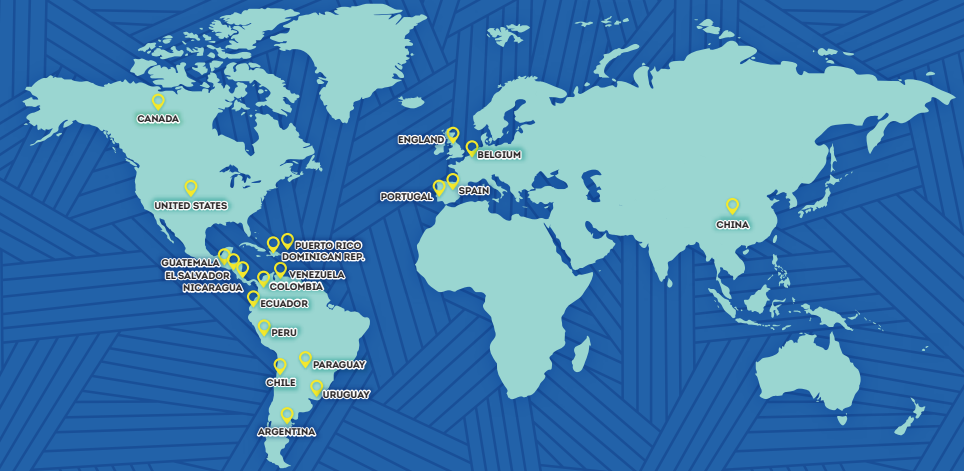 CANADA
ENGLAND
BELGIUM
PORTUGAL
SPAIN
UNITED STATES
CHINA
PUERTO RICO
DOMINICAN REP.
GUATEMALA
EL SALVADOR
NICARAGUA
VENEZUELA
COLOMBIA
ECUADOR
PERU
PARAGUAY
CHILE
URUGUAY
ARGENTINA